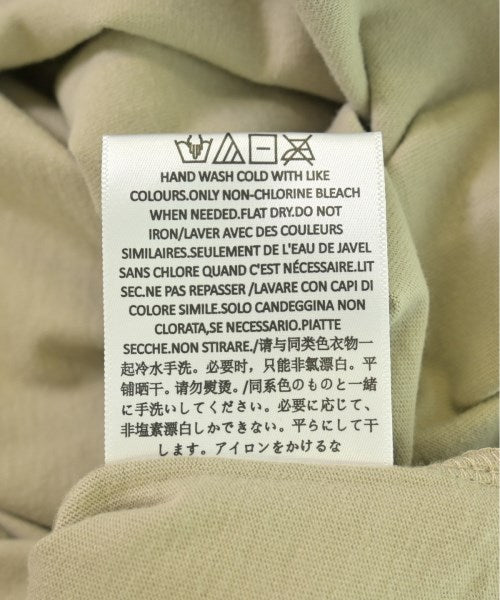 HAND WASH COLD WITH LIKE
COLOURS.ONLY NON-CHLORINE BLEACH
WHEN NEEDED.FLAT DRY.DO NOT
IRON/LAVER AVEC DES COULEURS
SIMILAIRES.SEULEMENT DE L'EAU DE JAVEL
SANS CHLORE QUAND C'EST NÉCESSAIRE.LIT
SEC.NE PAS REPASSER /LAVARE CON CAPI DI
COLORE SIMILE.SOLO CANDEGGINA NON
CLORATA,SE NECESSARIO.PIATTE
SECCHE.NON STIRARE./请与同类色衣物一
起冷水手洗。必要时，只能非氯漂白。平
铺晒干。请勿熨烫。/同系色のものと一緒
に手洗いしてください。必要に応じて、
非塩素漂白しかできない。平らにして干
します。アイロンをかけるな